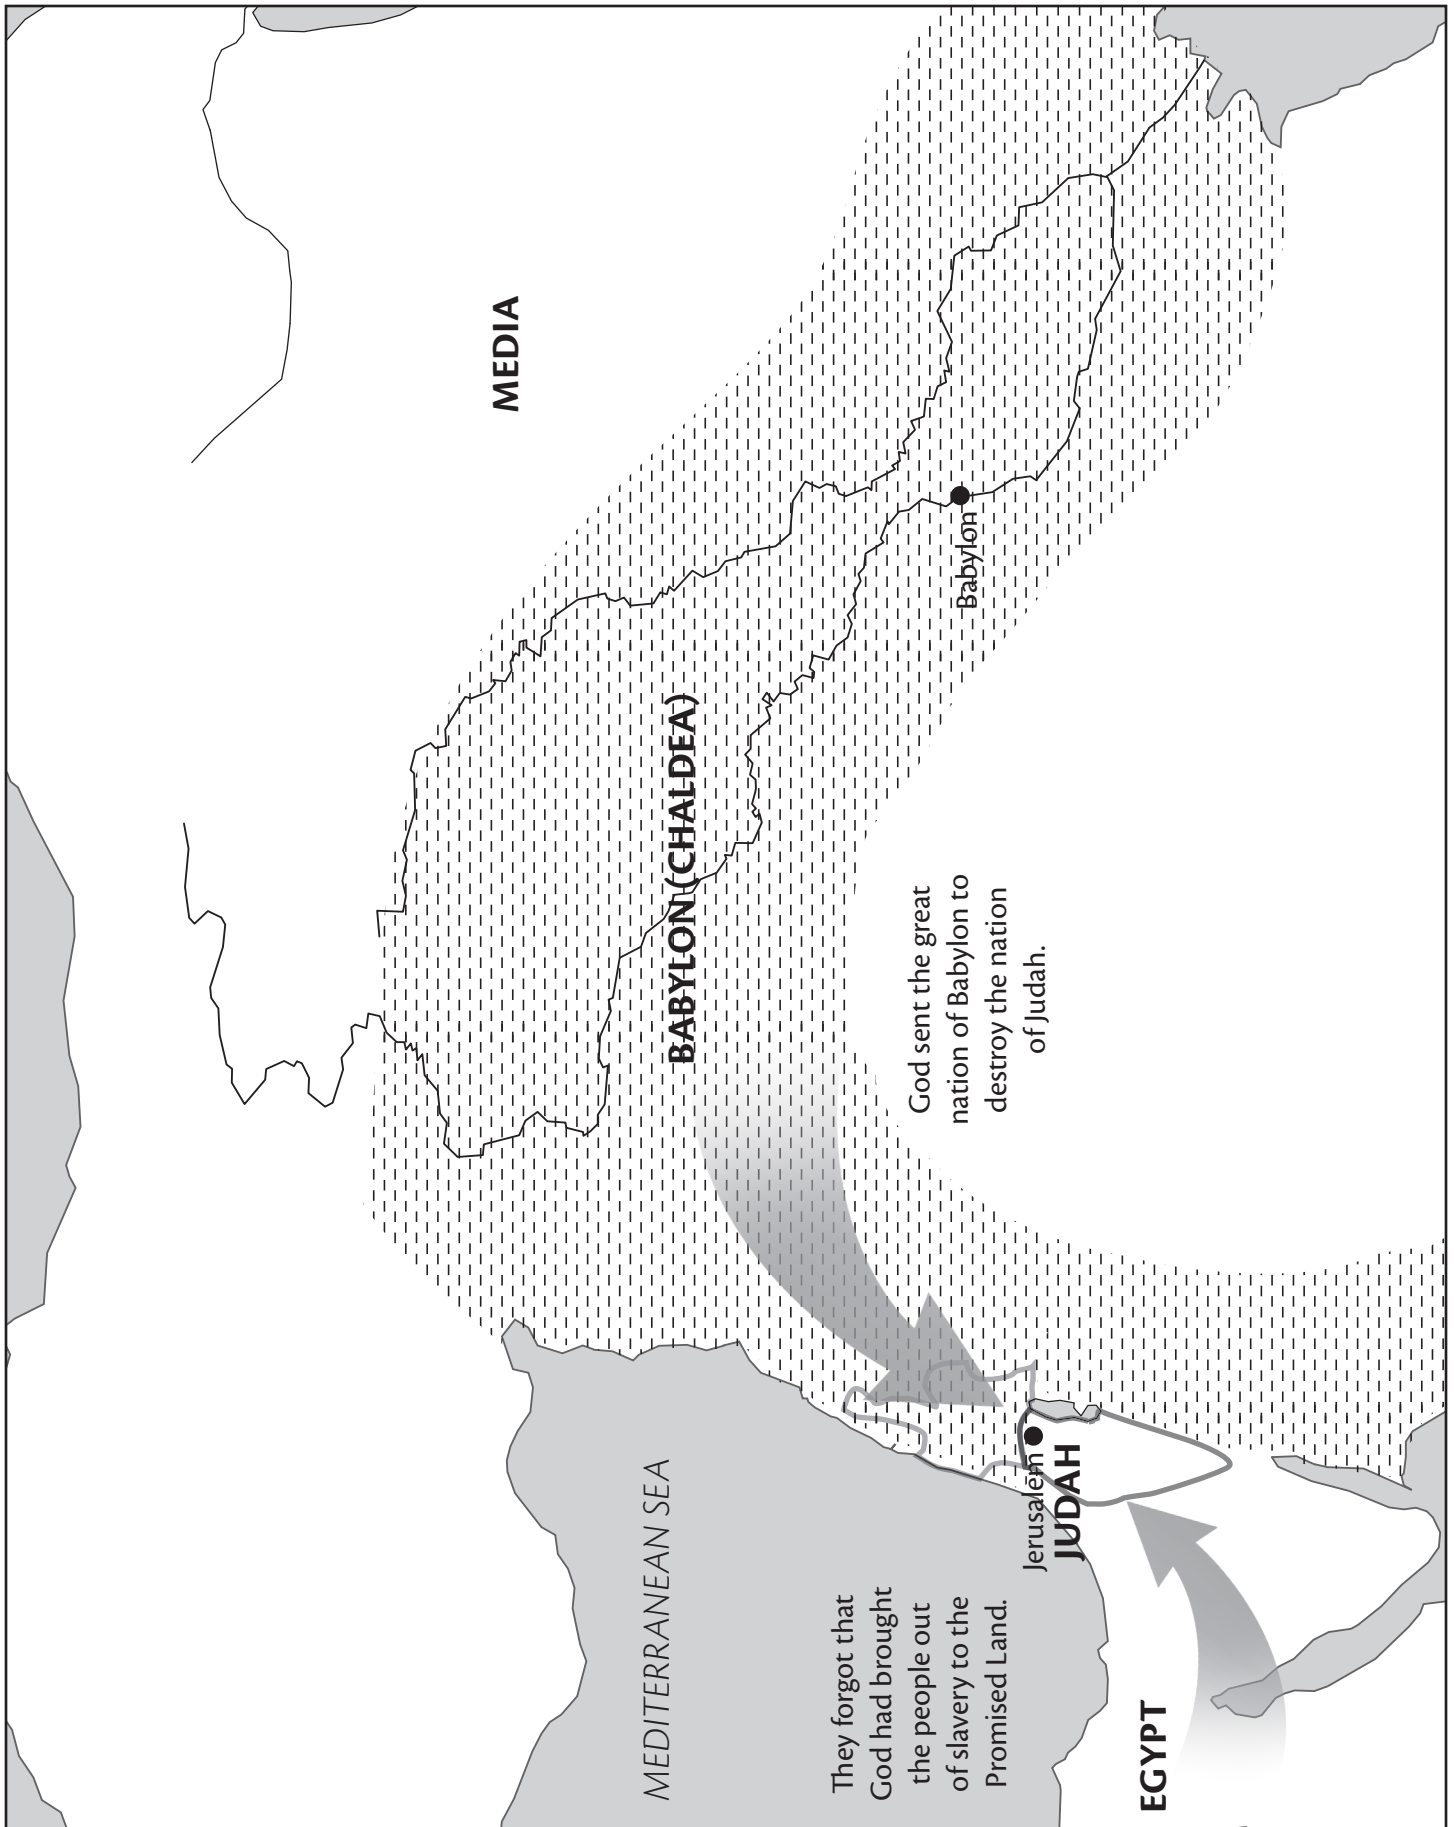 MEDIA
BABYLON (CHALDEA)
Babylon
God sent the great
nation of Babylon to
destroy the nation
of Judah.
MEDITERRANEAN SEA
Jerusalem
JUDAH
They forgot that
God had brought
the people out
of slavery to the
Promised Land.
EGYPT